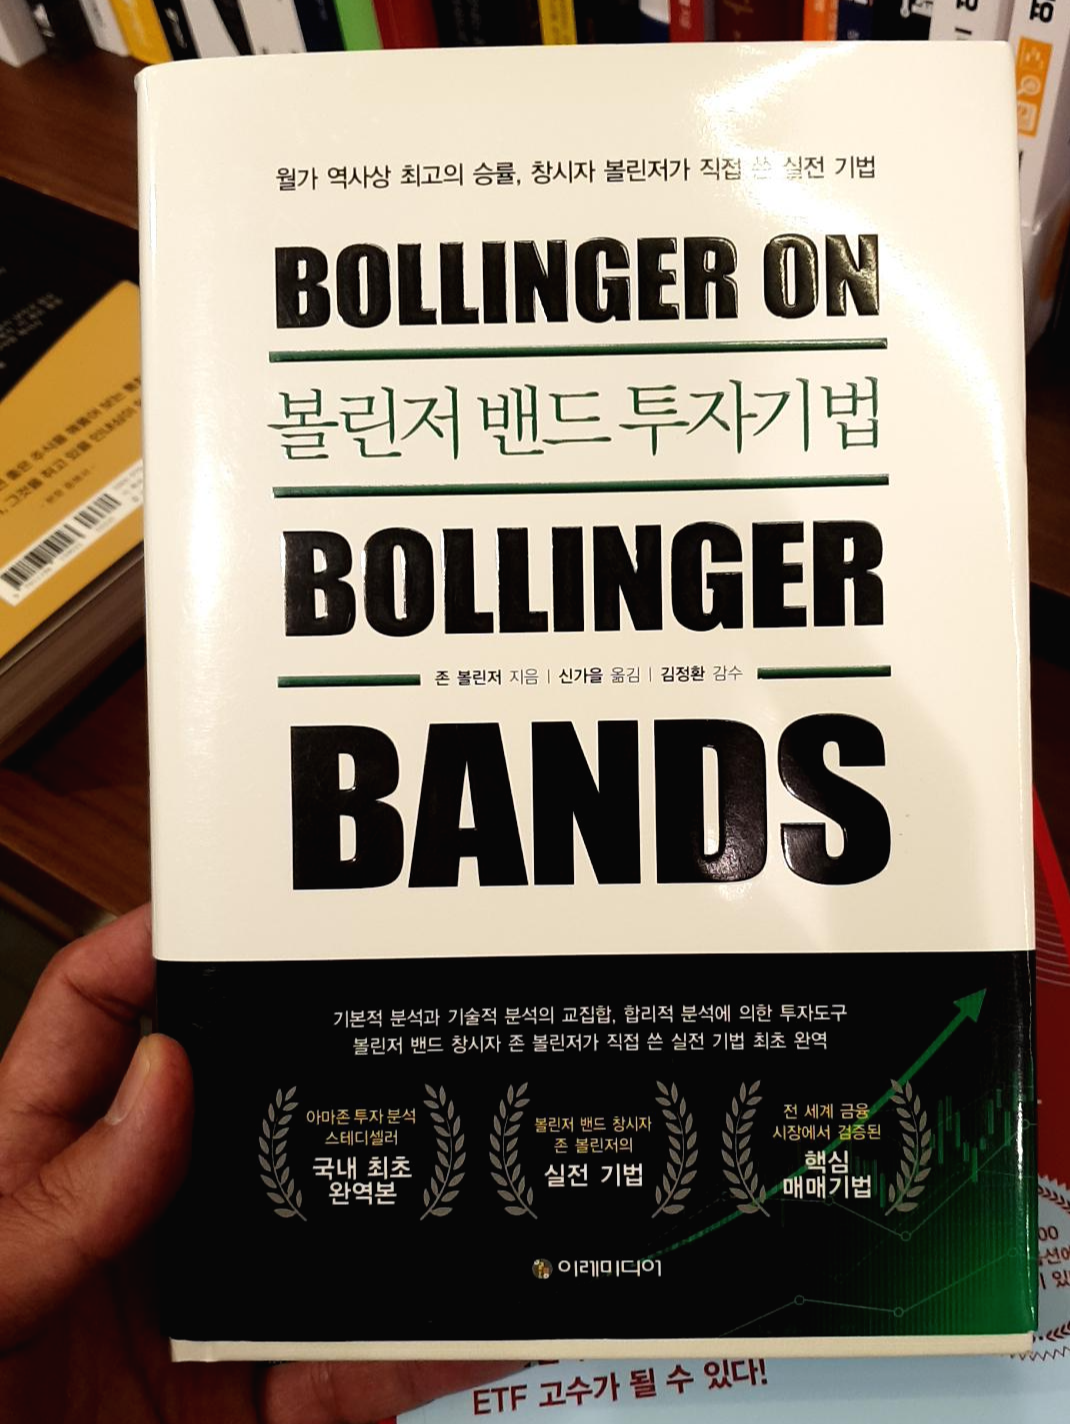 월가 역사상 최고의 승률, 창시자 볼린저가 직접 쓴 실전 기법
BOLLINGER ON
볼린저 밴드 투자기법
BOLLINGER
존 볼린저 지음 | 신가을 옮김 | 김정환 감수
BANDS
기본적 분석과 기술적 분석의 교집합, 합리적 분석에 의한 투자도구
볼린저 밴드 창시자 존 볼린저가 직접 쓴 실전 기법 최초 완역
아마존 투자 분석
스테디셀러
국내 최초
완역본
볼린저 밴드 창시자
존 볼린저의
실전 기법
전 세계 금융
시장에서 검증된
핵심
매매기법
이레미디어
ETF 고수가 될 수 있다!